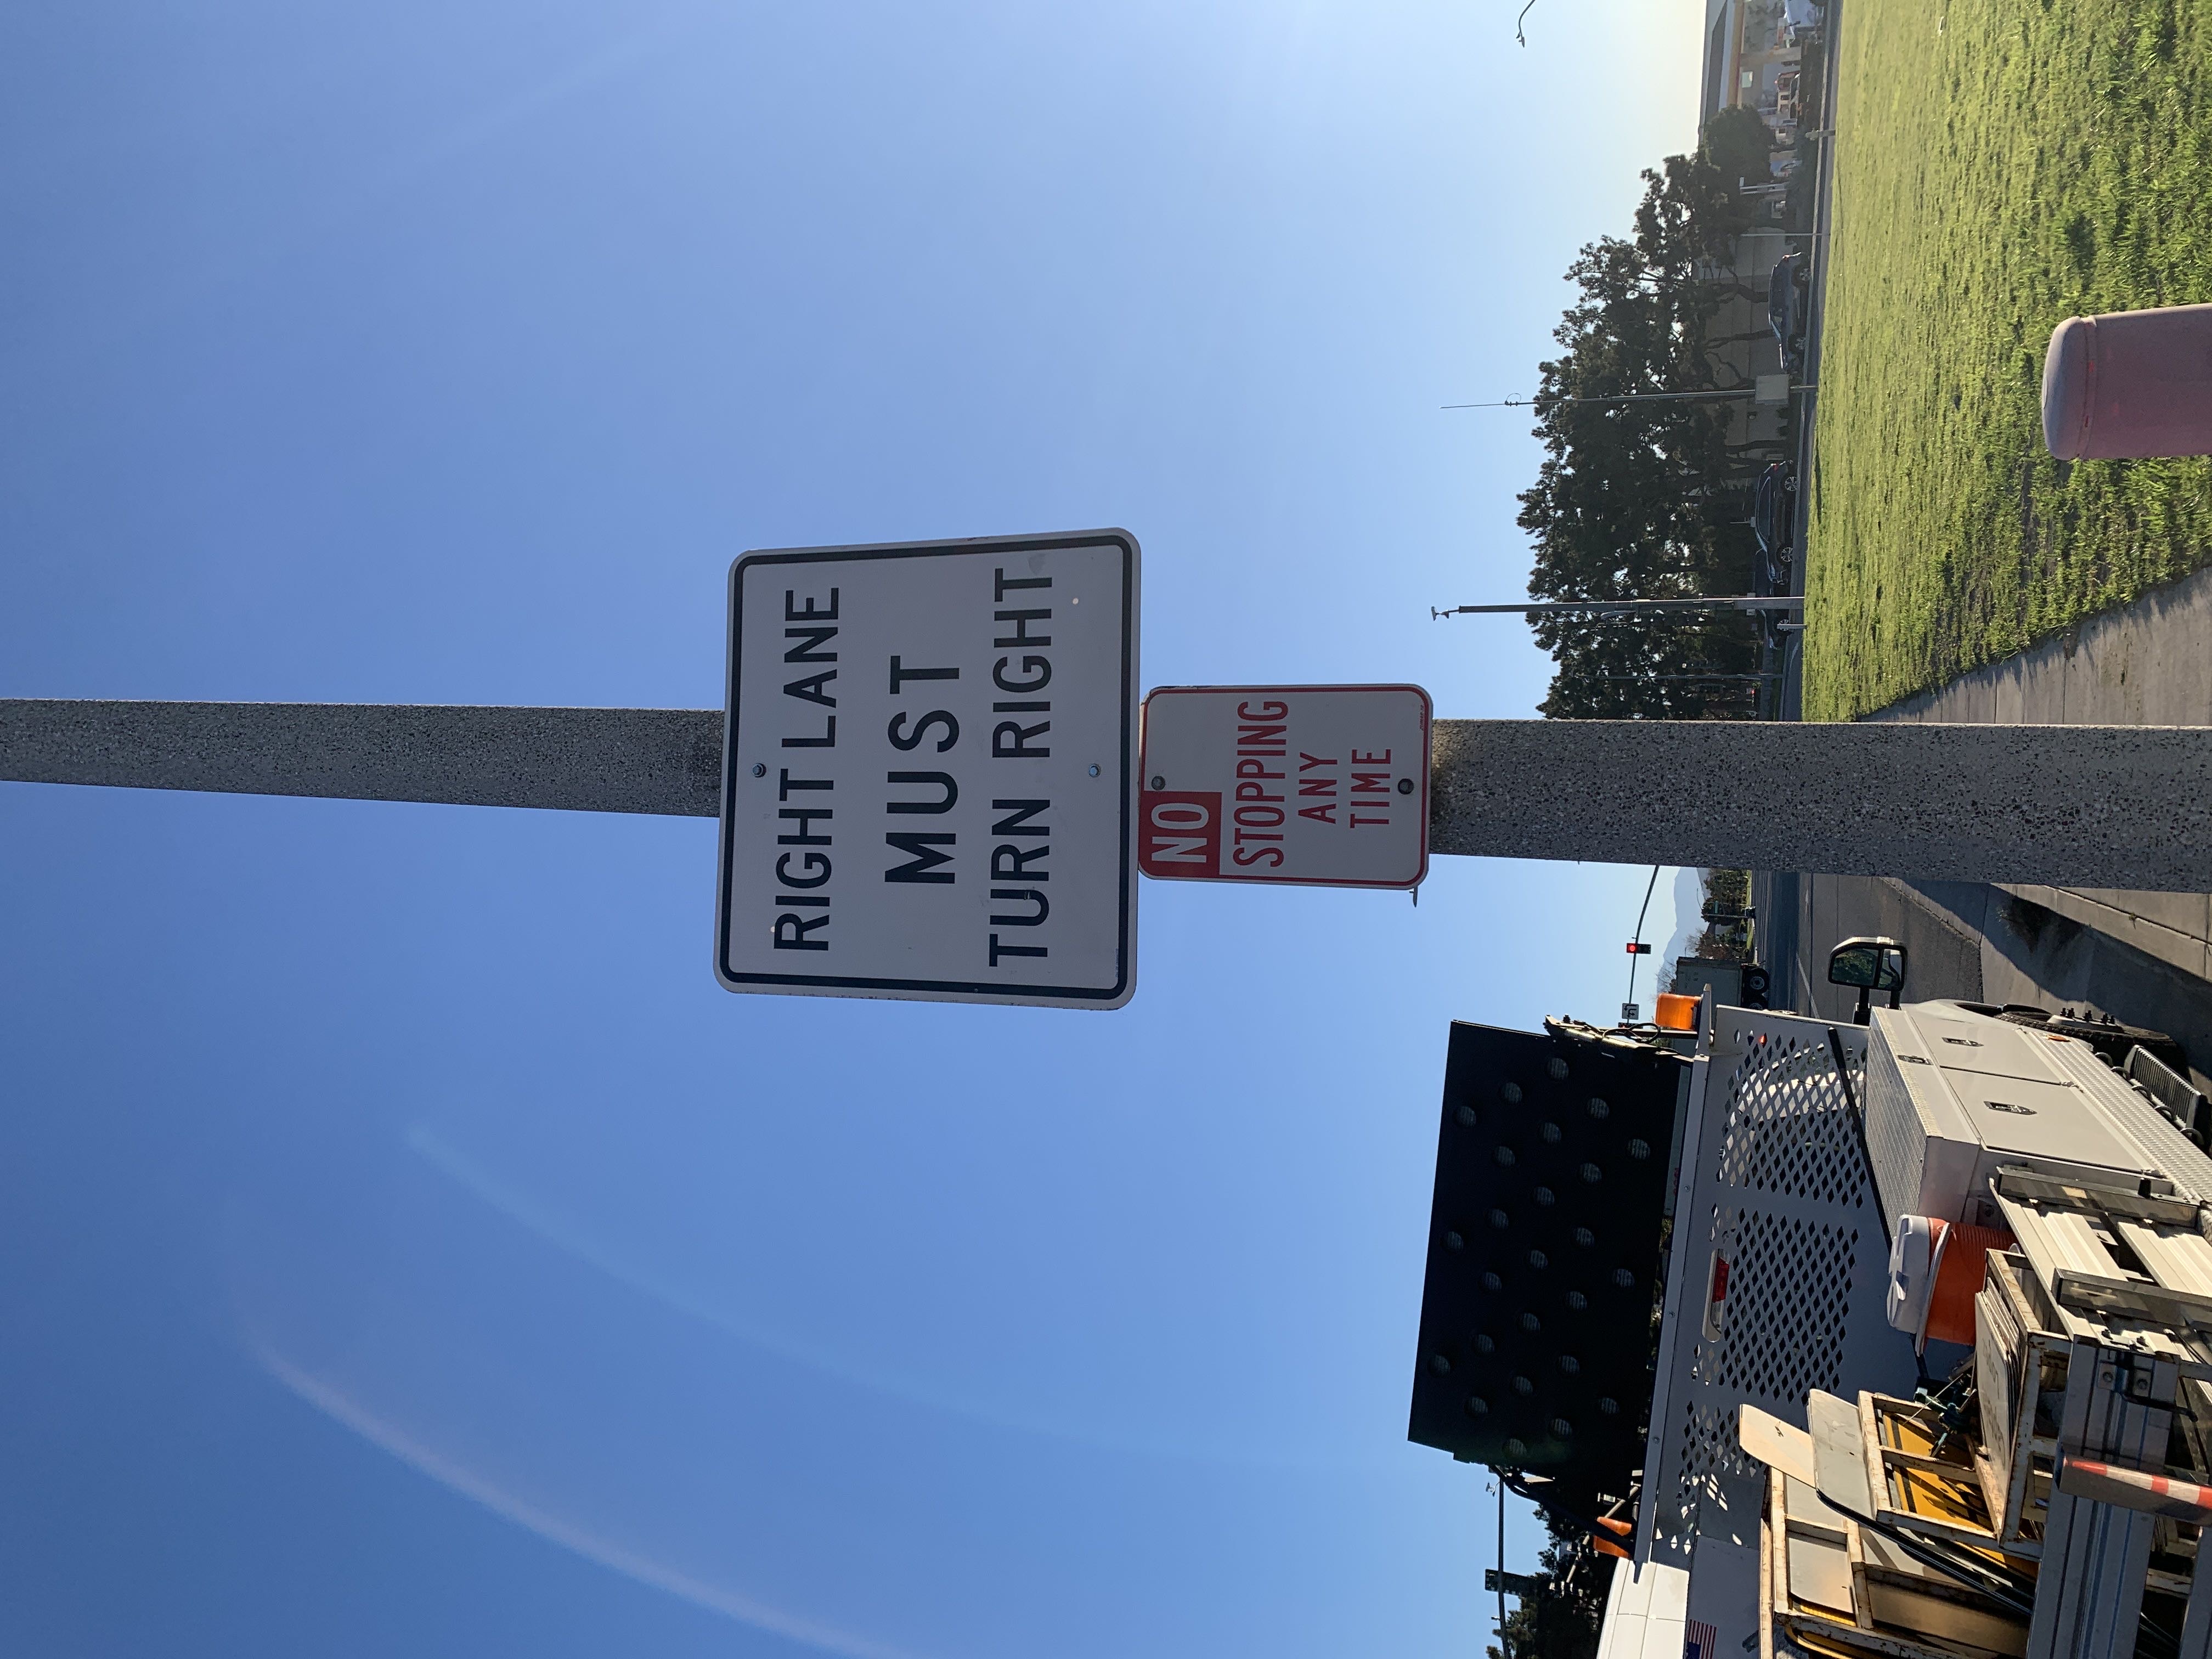 RIGHT LANE
MUST
TURN RIGHT
NO
STOPPING
ANY
TIME